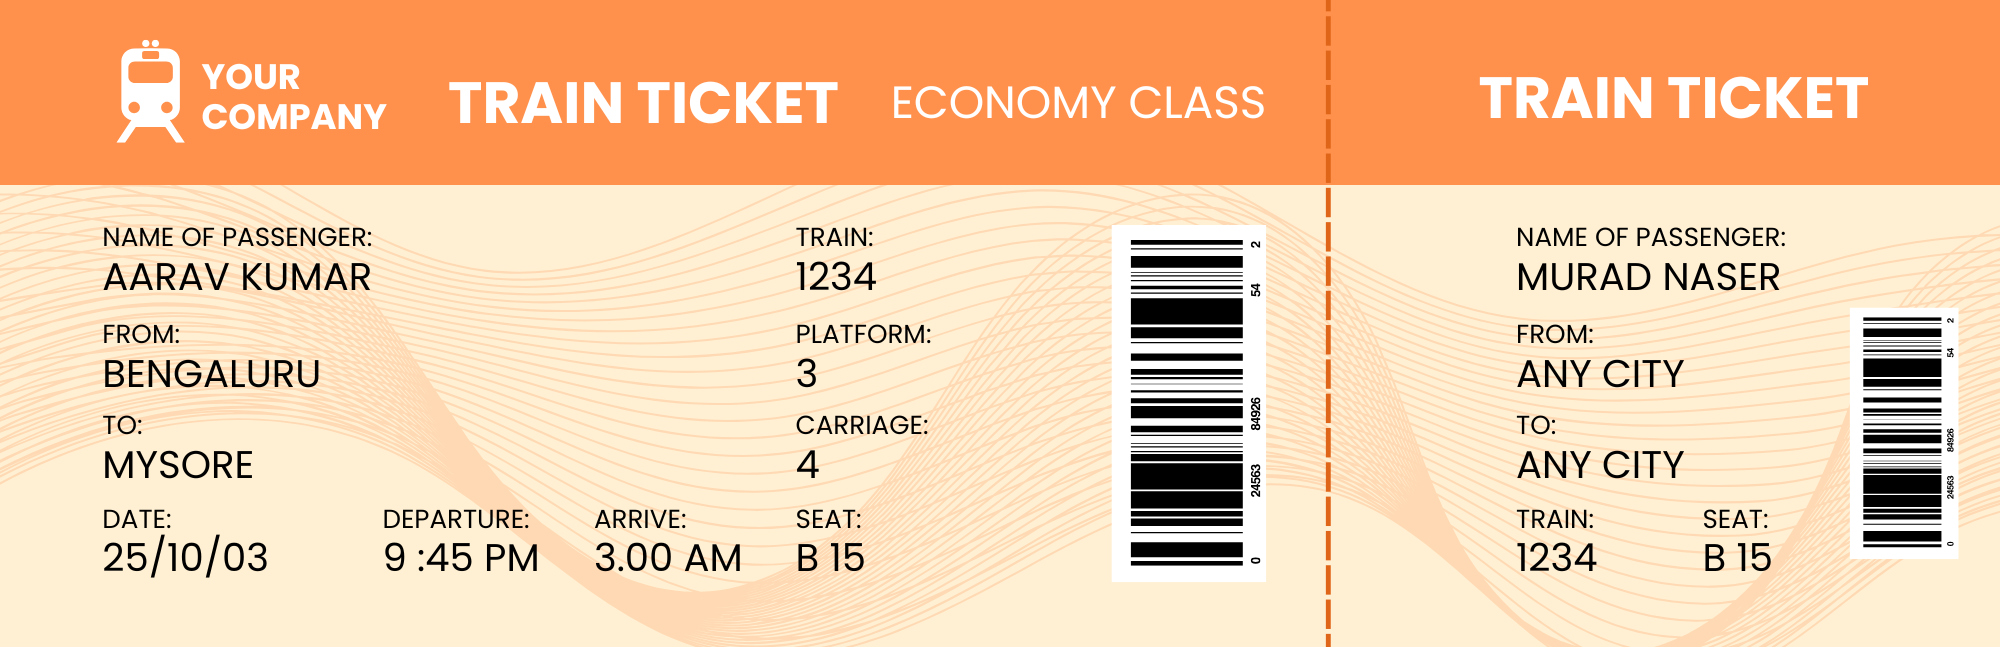 YOUR
COMPANY
TRAIN TICKET
ECONOMY CLASS
NAME OF PASSENGER:
AARAV KUMAR
FROM:
BENGALURU
TO:
MYSORE
DATE:
25/10/03
DEPARTURE:
9 :45 PM
ARRIVE:
3.00 AM
TRAIN:
1234
PLATFORM:
3
CARRIAGE:
4
SEAT:
B 15
0 24563 84926 54 2
TRAIN TICKET
NAME OF PASSENGER:
MURAD NASER
FROM:
ANY CITY
TO:
ANY CITY
TRAIN:
1234
SEAT:
B 15
0 24563 84926 54 2